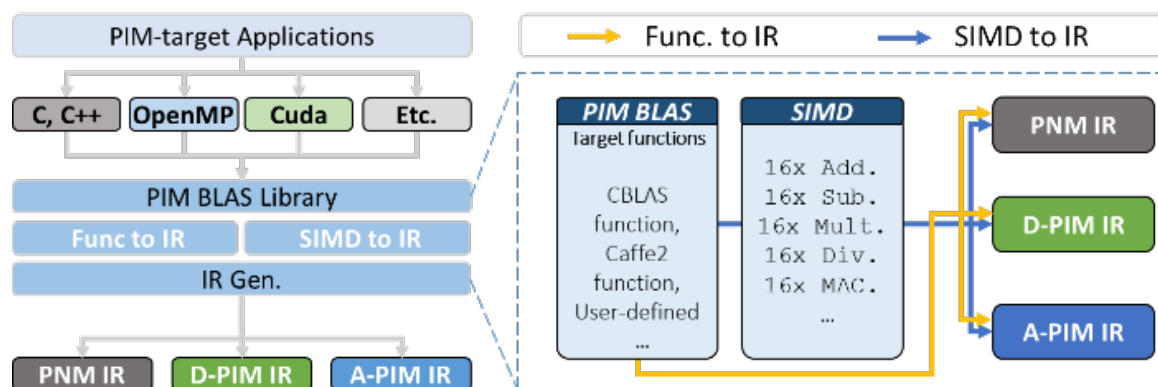 PIM-target Applications
C, C++
OpenMP
Cuda
Etc.
PIM BLAS Library
Func to IR
SIMD to IR
IR Gen.
PNM IR
D-PIM IR
A-PIM IR
Func. to IR
SIMD to IR
PIM BLAS
Target functions
CBLAS
function,
Caffe2
function,
User-defined
...
SIMD
16x Add.
16x Sub.
16x Mult.
16x Div.
16x MAC.
...
PNM IR
D-PIM IR
A-PIM IR